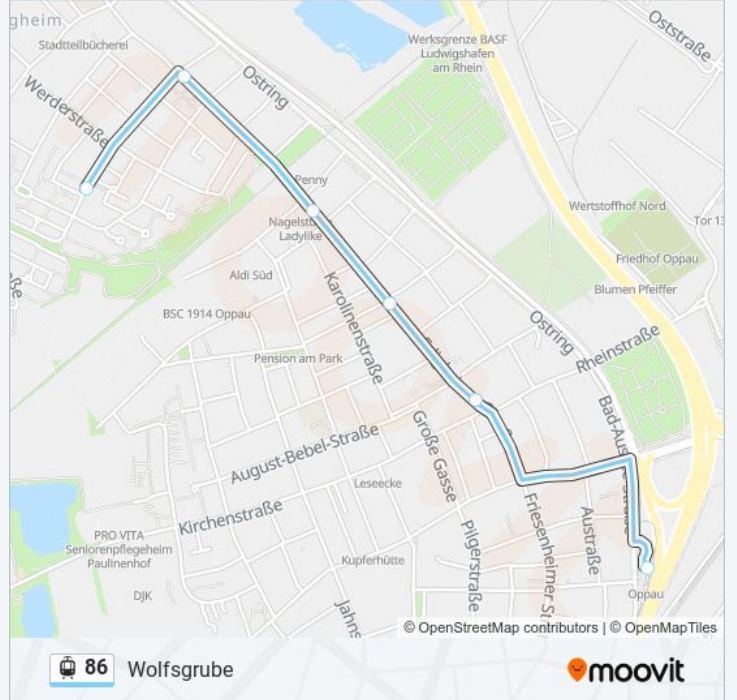 gheim
Stadtteilbücherei
Werksgrenze BASF
Ludwigshafen
am Rhein
Oststraße
Ostring
Werderstraße
Penny
Wertstoffhof Nord
Tor 13
Nagelstu
Ladylike
Friedhof Oppau
Aldi Süd
Blumen Pfeiffer
BSC 1914 Oppau
Karolinenstraße
Ostring
Rheinstraße
Pension am Park
Große Gasse
August-Bebel-Straße
Leseecke
Kirchenstraße
Friesenheimer St
Austraße
Pilgerstraße
PRO VITA
Seniorenpflegeheim
Paulinenhof
Kupferhütte
DJK
Jahns
Oppau
© OpenStreetMap contributors | © OpenMapTiles
86 Wolfsgrube
moovit